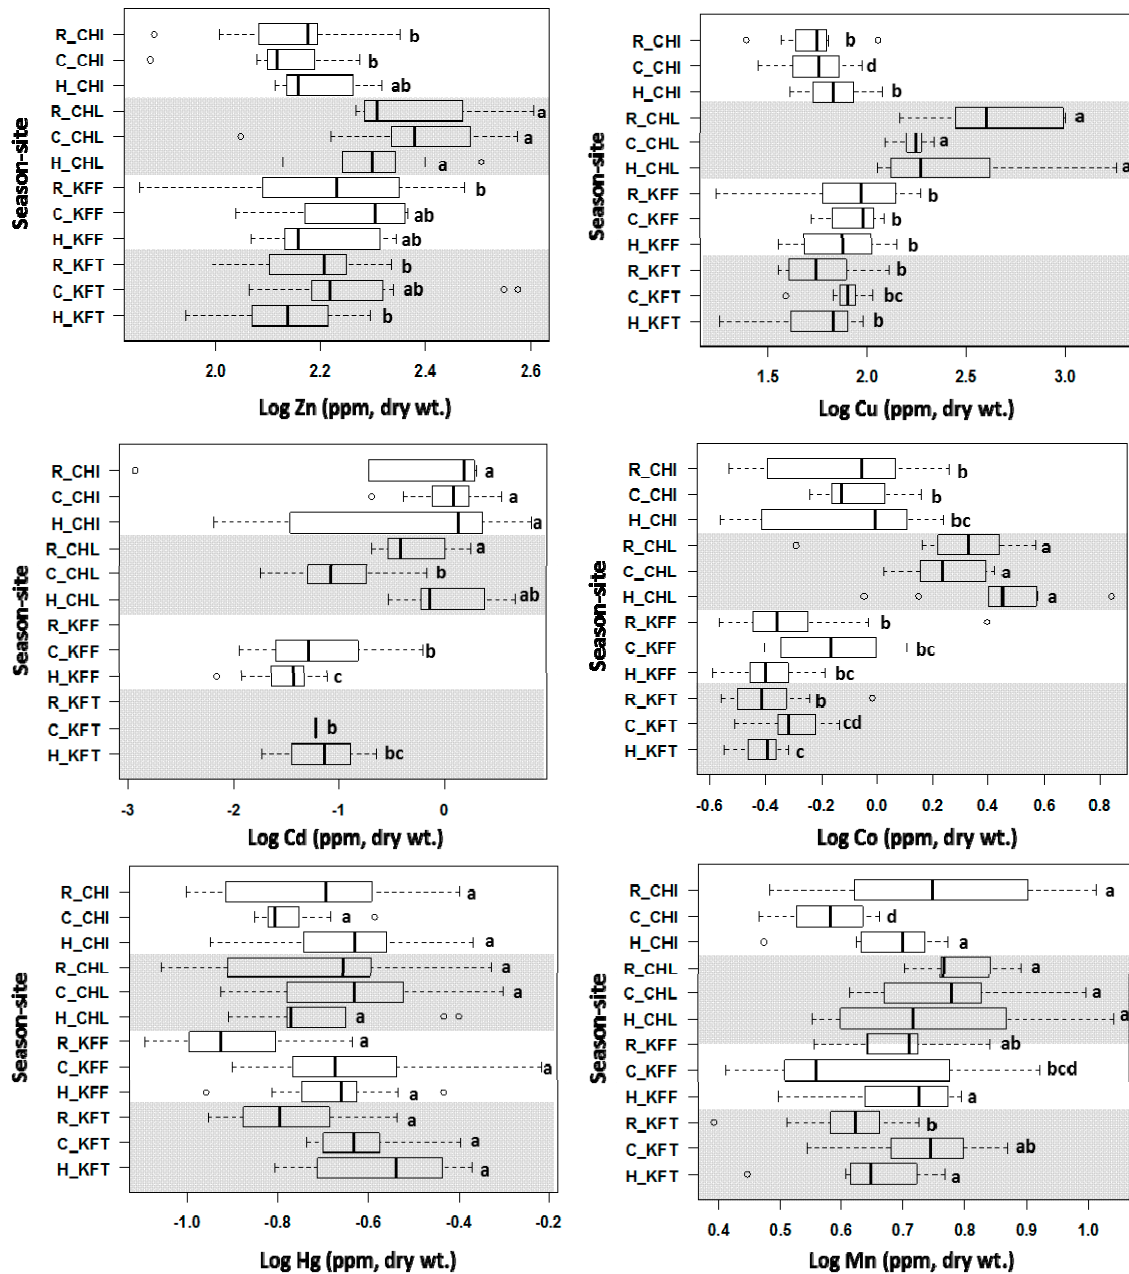 R_CHI
b
C_CHI
b
H_CHI
ab
R_CHL
a
C_CHL
a
H_CHL
a
R_KFF
b
C_KFF
ab
H_KFF
ab
R_KFT
b
C_KFT
ab
H_KFT
b
Season-site
2.0 2.2 2.4 2.6
Log Zn (ppm, dry wt.)
R_CHI
b
C_CHI
d
H_CHI
b
R_CHL
a
C_CHL
a
H_CHL
a
R_KFF
b
C_KFF
b
H_KFF
b
R_KFT
b
C_KFT
bc
H_KFT
b
Season-site
1.5 2.0 2.6 3.0
Log Cu (ppm, dry wt.)
R_CHI
a
C_CHI
a
H_CHI
a
R_CHL
a
C_CHL
b
H_CHL
ab
R_KFF
C_KFF
b
H_KFF
c
R_KFT
C_KFT
b
H_KFT
bc
Season-site
-3 -2 -1 0
Log Cd (ppm, dry wt.)
R_CHI
b
C_CHI
b
H_CHI
bc
R_CHL
a
C_CHL
a
H_CHL
a
R_KFF
b
C_KFF
bc
H_KFF
bc
R_KFT
b
C_KFT
cd
H_KFT
c
Season-site
-0.6 -0.4 -0.2 0.0 0.2 0.4 0.6 0.8
Log Co (ppm, dry wt.)
R_CHI
a
C_CHI
a
H_CHI
a
R_CHL
a
C_CHL
a
H_CHL
a
R_KFF
a
C_KFF
a
H_KFF
a
R_KFT
a
C_KFT
a
H_KFT
a
Season-site
-1.0 -0.8 -0.6 -0.4 -0.2
Log Hg (ppm, dry wt.)
R_CHI
a
C_CHI
d
H_CHI
a
R_CHL
a
C_CHL
a
H_CHL
a
R_KFF
ab
C_KFF
bcd
H_KFF
a
R_KFT
b
C_KFT
ab
H_KFT
a
Season-site
0.4 0.5 0.6 0.7 0.8 0.9 1.0
Log Mn (ppm, dry wt.)